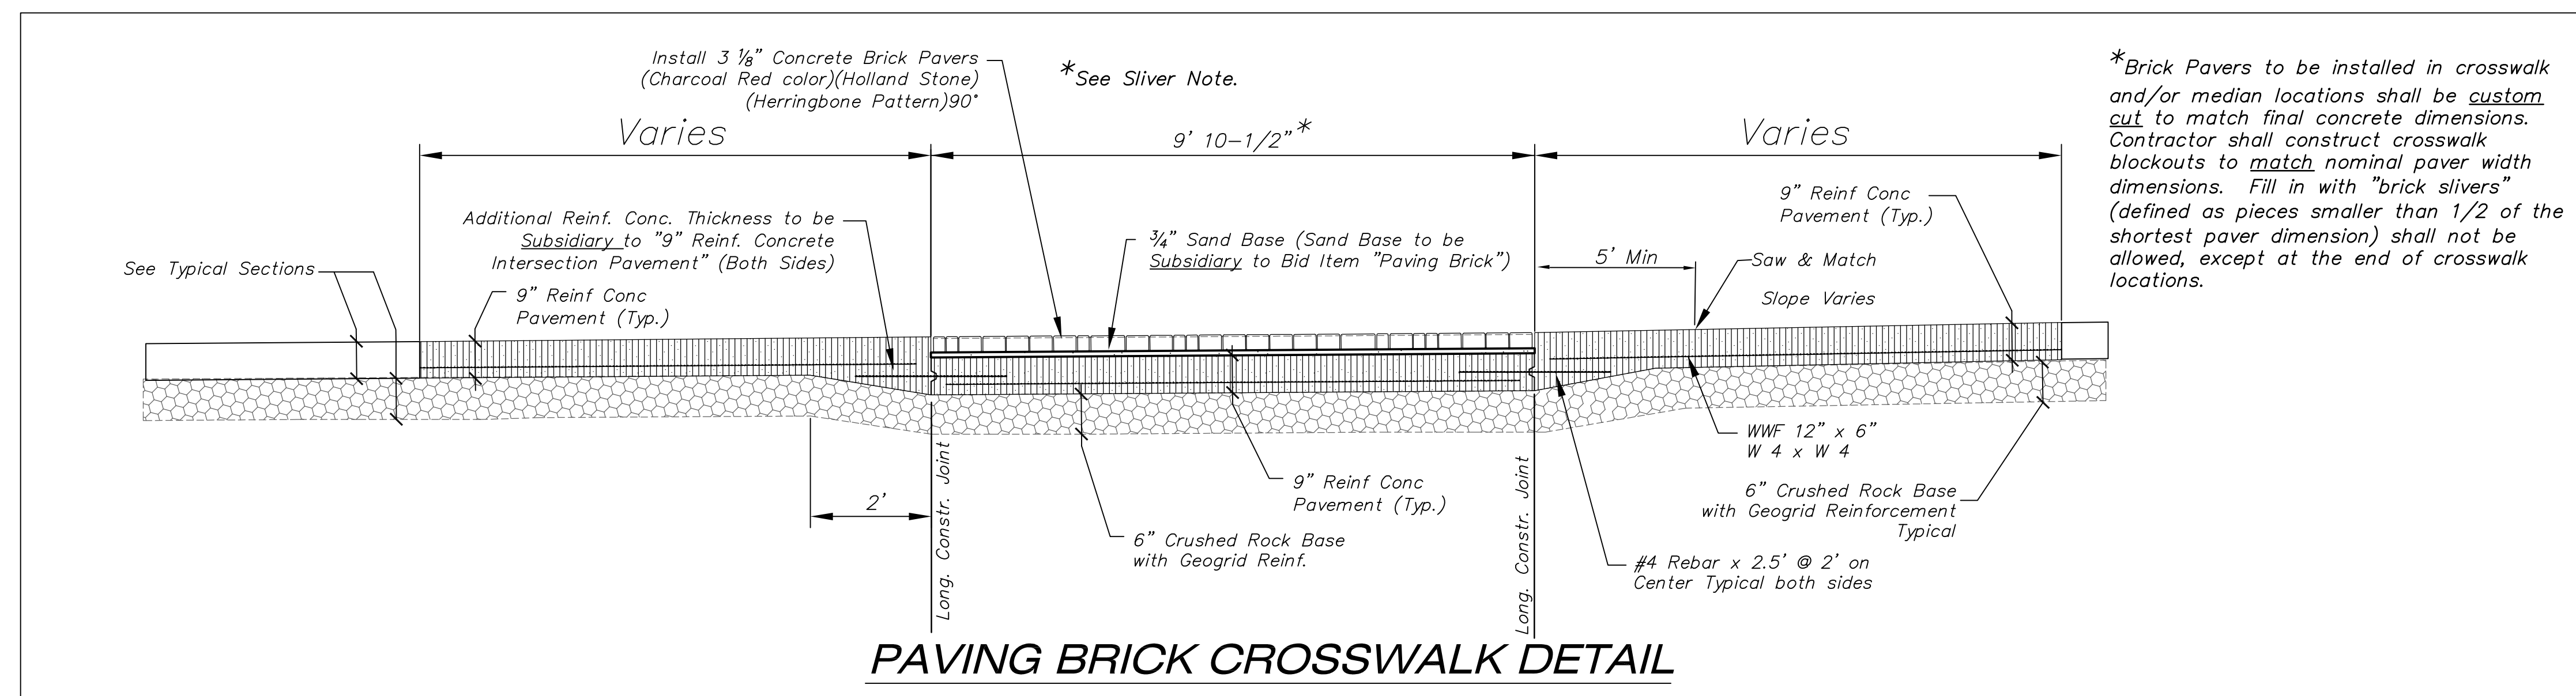 Install 3 ⅛" Concrete Brick Pavers
(Charcoal Red color)(Holland Stone)
(Herringbone Pattern)90°
*See Sliver Note.
*Brick Pavers to be installed in crosswalk
and/or median locations shall be custom
cut to match final concrete dimensions.
Contractor shall construct crosswalk
blockouts to match nominal paver width
dimensions. Fill in with "brick slivers"
(defined as pieces smaller than 1/2 of the
shortest paver dimension) shall not be
allowed, except at the end of crosswalk
locations.
Varies
9' 10-1/2"*
Varies
9" Reinf Conc
Pavement (Typ.)
Additional Reinf. Conc. Thickness to be
Subsidiary to "9" Reinf. Concrete
Intersection Pavement" (Both Sides)
¾" Sand Base (Sand Base to be
Subsidiary to Bid Item "Paving Brick")
5' Min
Saw & Match
Slope Varies
See Typical Sections
9" Reinf Conc
Pavement (Typ.)
WWF 12" x 6"
W 4 x W 4
2'
Long. Constr. Joint
9" Reinf Conc
Pavement (Typ.)
6" Crushed Rock Base
with Geogrid Reinf.
Long. Constr. Joint
6" Crushed Rock Base
with Geogrid Reinforcement
Typical
#4 Rebar x 2.5' @ 2' on
Center Typical both sides
PAVING BRICK CROSSWALK DETAIL